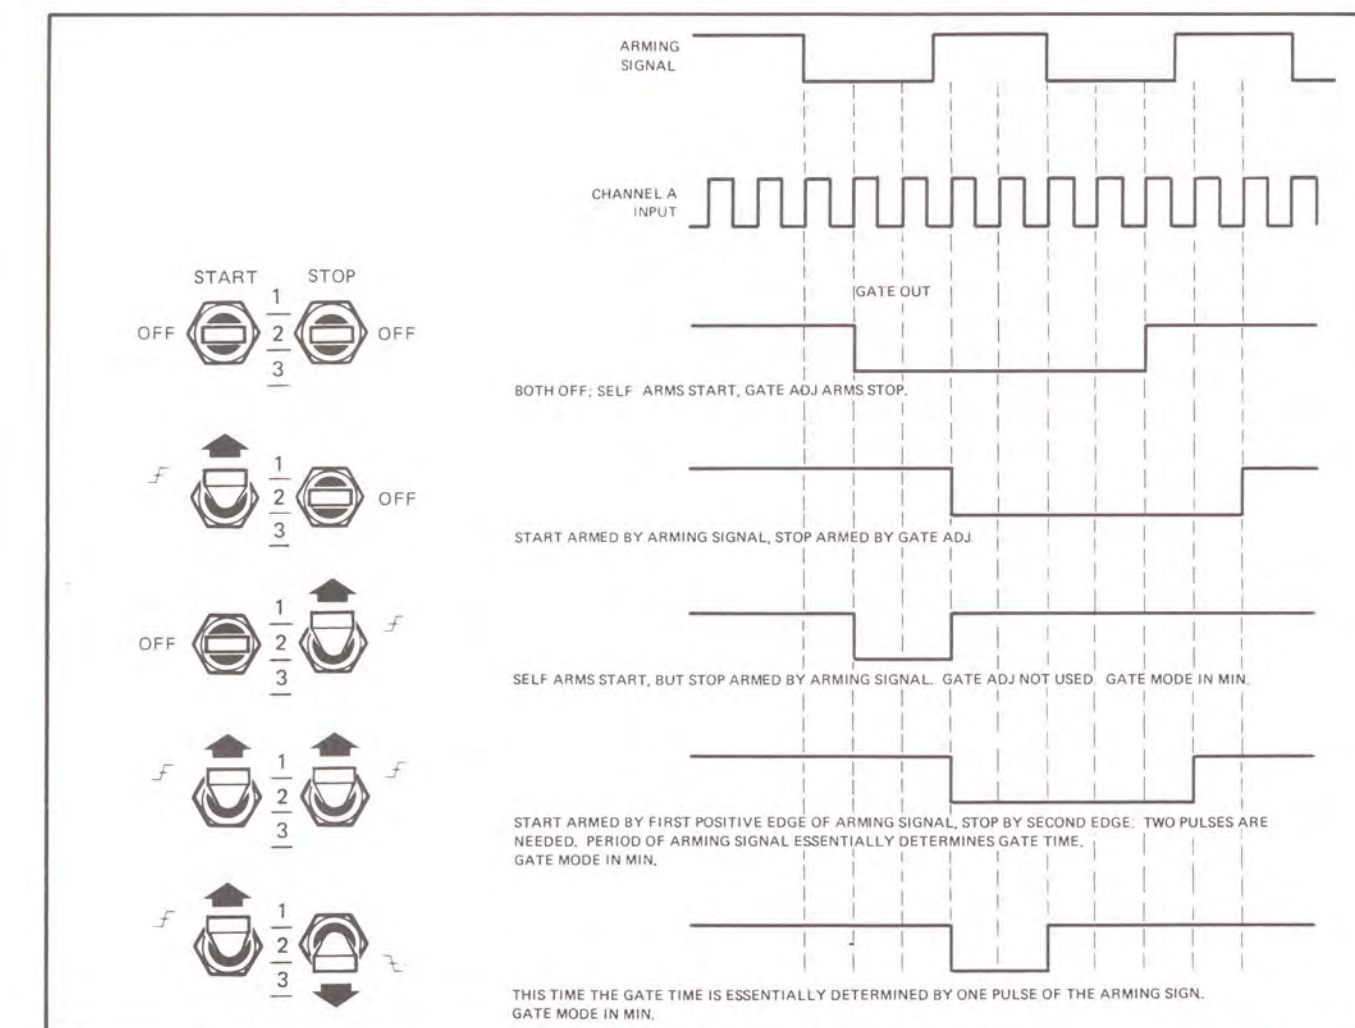 ARMING
SIGNAL
CHANNEL A
INPUT
START STOP
OFF 1 OFF
2
3
GATE OUT
BOTH OFF; SELF ARMS START, GATE ADJ ARMS STOP.
1
2 OFF
3
START ARMED BY ARMING SIGNAL, STOP ARMED BY GATE ADJ
1
OFF 2
3
SELF ARMS START, BUT STOP ARMED BY ARMING SIGNAL. GATE ADJ NOT USED. GATE MODE IN MIN.
1
2
3
START ARMED BY FIRST POSITIVE EDGE OF ARMING SIGNAL, STOP BY SECOND EDGE. TWO PULSES ARE
NEEDED. PERIOD OF ARMING SIGNAL ESSENTIALLY DETERMINES GATE TIME.
GATE MODE IN MIN.
1
2
3
THIS TIME THE GATE TIME IS ESSENTIALLY DETERMINED BY ONE PULSE OF THE ARMING SIGN.
GATE MODE IN MIN.